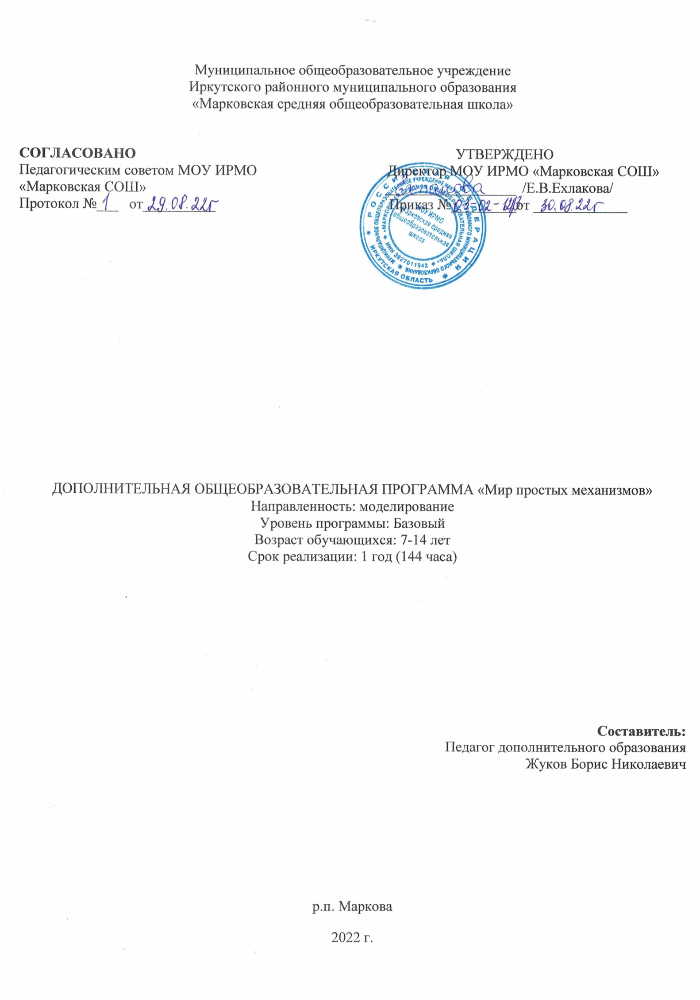 Муниципальное общеобразовательное учреждение
Иркутского районного муниципального образования
«Марковская средняя общеобразовательная школа»
СОГЛАСОВАНО
Педагогическим советом МОУ ИРМО
«Марковская СОШ»
Протокол № 1 от 29.08.22г
УТВЕРЖДЕНО
Директор МОУ ИРМО «Марковская СОШ»
/Е.В.Ехлакова/
Приказ № 03-02- от 30.08.22г
РОССИЙСКАЯ ФЕДЕРАЦИЯ
ИРКУТСКАЯ ОБЛАСТЬ
МУНИЦИПАЛЬНОЕ ОБЩЕОБРАЗОВАТЕЛЬНОЕ УЧРЕЖДЕНИЕ ИРКУТСКОГО РАЙОННОГО МУНИЦИПАЛЬНОГО ОБРАЗОВАНИЯ
«МАРКОВСКАЯ СРЕДНЯЯ ОБЩЕОБРАЗОВАТЕЛЬНАЯ ШКОЛА»
ИНН 3827011942
МОУ ИРМО
Марковская средняя
общеобразовательная
школа
ДОПОЛНИТЕЛЬНАЯ ОБЩЕОБРАЗОВАТЕЛЬНАЯ ПРОГРАММА «Мир простых механизмов»
Направленность: моделирование
Уровень программы: Базовый
Возраст обучающихся: 7-14 лет
Срок реализации: 1 год (144 часа)
Составитель:
Педагог дополнительного образования
Жуков Борис Николаевич
р.п. Маркова
2022 г.